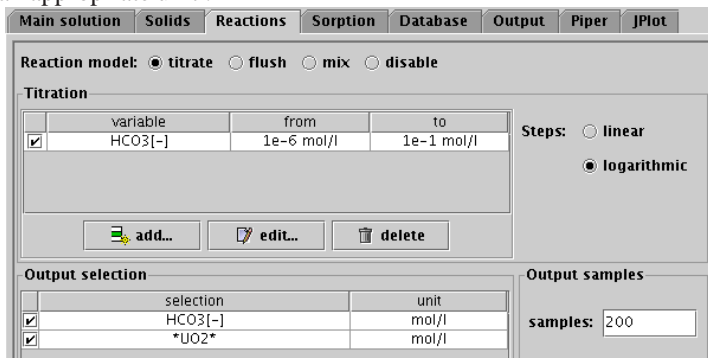 Main solution Solids Reactions Sorption Database Output Piper JPlot
Reaction model: titrate flush mix disable
Titration
variable from to
HCO3[-] 1e-6 mol/l 1e-1 mol/l
Steps: linear
logarithmic
add... edit... delete
Output selection
selection unit
HCO3[-] mol/l
*UO2* mol/l
Output samples
samples: 200